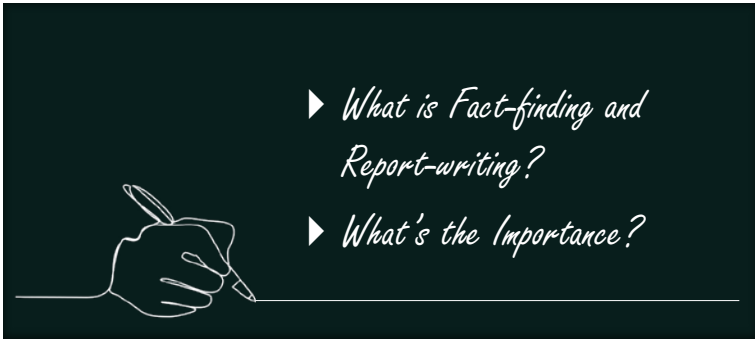 What is Fact-finding and
Report-writing?
What's the Importance?